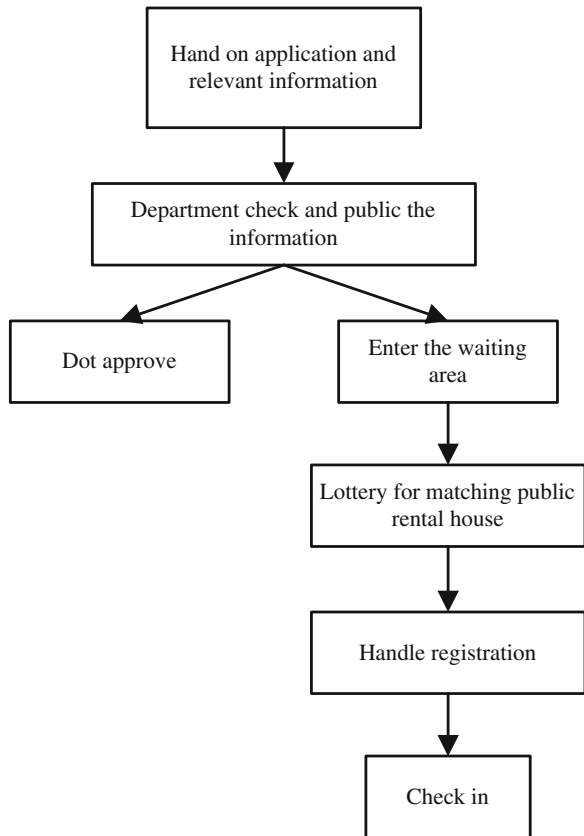 Hand on application and
relevant information
Department check and public the
information
Dot approve
Enter the waiting
area
Lottery for matching public
rental house
Handle registration
Check in